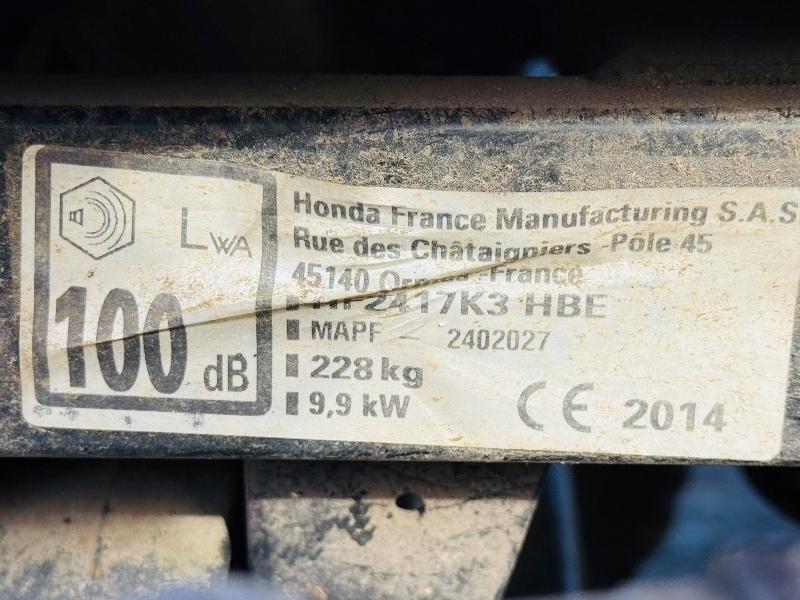 LWA
100 dB
Honda France Manufacturing S.A.S
Rue des Châtaigniers -Pôle 45
45140 France
2417K3 HBE
MAPF - 2402027
228 kg
9,9 kW
CE 2014